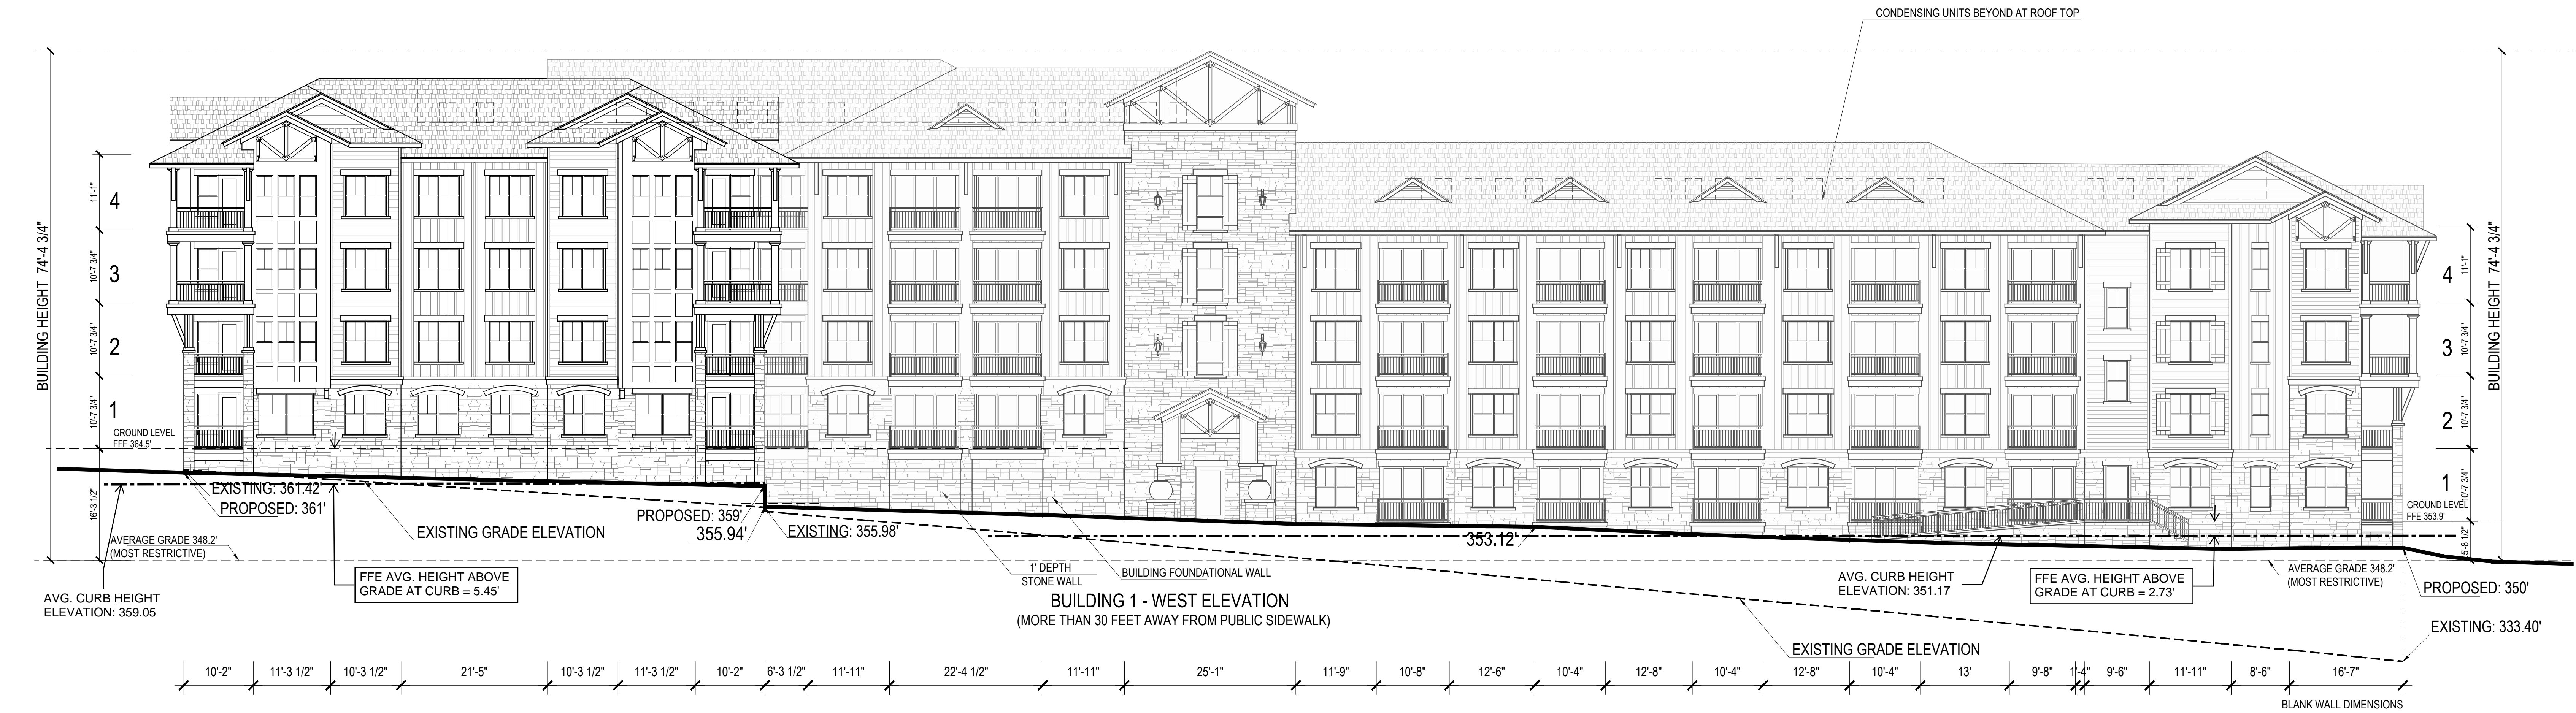 CONDENSING UNITS BEYOND AT ROOF TOP
BUILDING HEIGHT 74'-4 3/4"
11'-1"
4
10'-7 3/4"
3
10'-7 3/4"
2
10'-7 3/4"
1
GROUND LEVEL
FFE 364.5'
16'-3 1/2"
AVERAGE GRADE 348.2'
(MOST RESTRICTIVE)
AVG. CURB HEIGHT
ELEVATION: 359.05
EXISTING: 361.42'
PROPOSED: 361'
EXISTING GRADE ELEVATION
FFE AVG. HEIGHT ABOVE
GRADE AT CURB = 5.45'
PROPOSED: 359'
355.94'
EXISTING: 355.98'
1' DEPTH
STONE WALL
BUILDING FOUNDATIONAL WALL
353.12'
BUILDING 1 - WEST ELEVATION
(MORE THAN 30 FEET AWAY FROM PUBLIC SIDEWALK)
EXISTING GRADE ELEVATION
AVG. CURB HEIGHT
ELEVATION: 351.17
FFE AVG. HEIGHT ABOVE
GRADE AT CURB = 2.73'
BUILDING HEIGHT 74'-4 3/4"
4
11'-1"
3
10'-7 3/4"
2
10'-7 3/4"
1
10'-7 3/4"
GROUND LEVEL
FFE 353.9'
5'-8 1/2"
AVERAGE GRADE 348.2'
(MOST RESTRICTIVE)
PROPOSED: 350'
EXISTING: 333.40'
10'-2" 11'-3 1/2" 10'-3 1/2" 21'-5" 10'-3 1/2" 11'-3 1/2" 10'-2" 6'-3 1/2" 11'-11" 22'-4 1/2" 11'-11" 25'-1" 11'-9" 10'-8" 12'-6" 10'-4" 12'-8" 10'-4" 12'-8" 10'-4" 13' 9'-8" 1'-4" 9'-6" 11'-11" 8'-6" 16'-7"
BLANK WALL DIMENSIONS